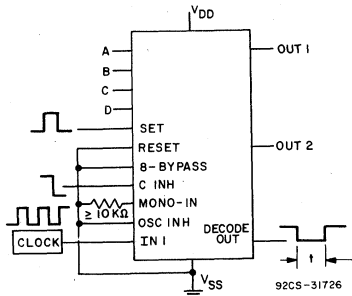 VDD
A
OUT 1
B
C
D
SET
RESET
OUT 2
8-BYPASS
C INH
MONO-IN
≥ 10 KΩ
OSC INH
DECODE
OUT
CLOCK
IN 1
t
VSS
92CS-31726